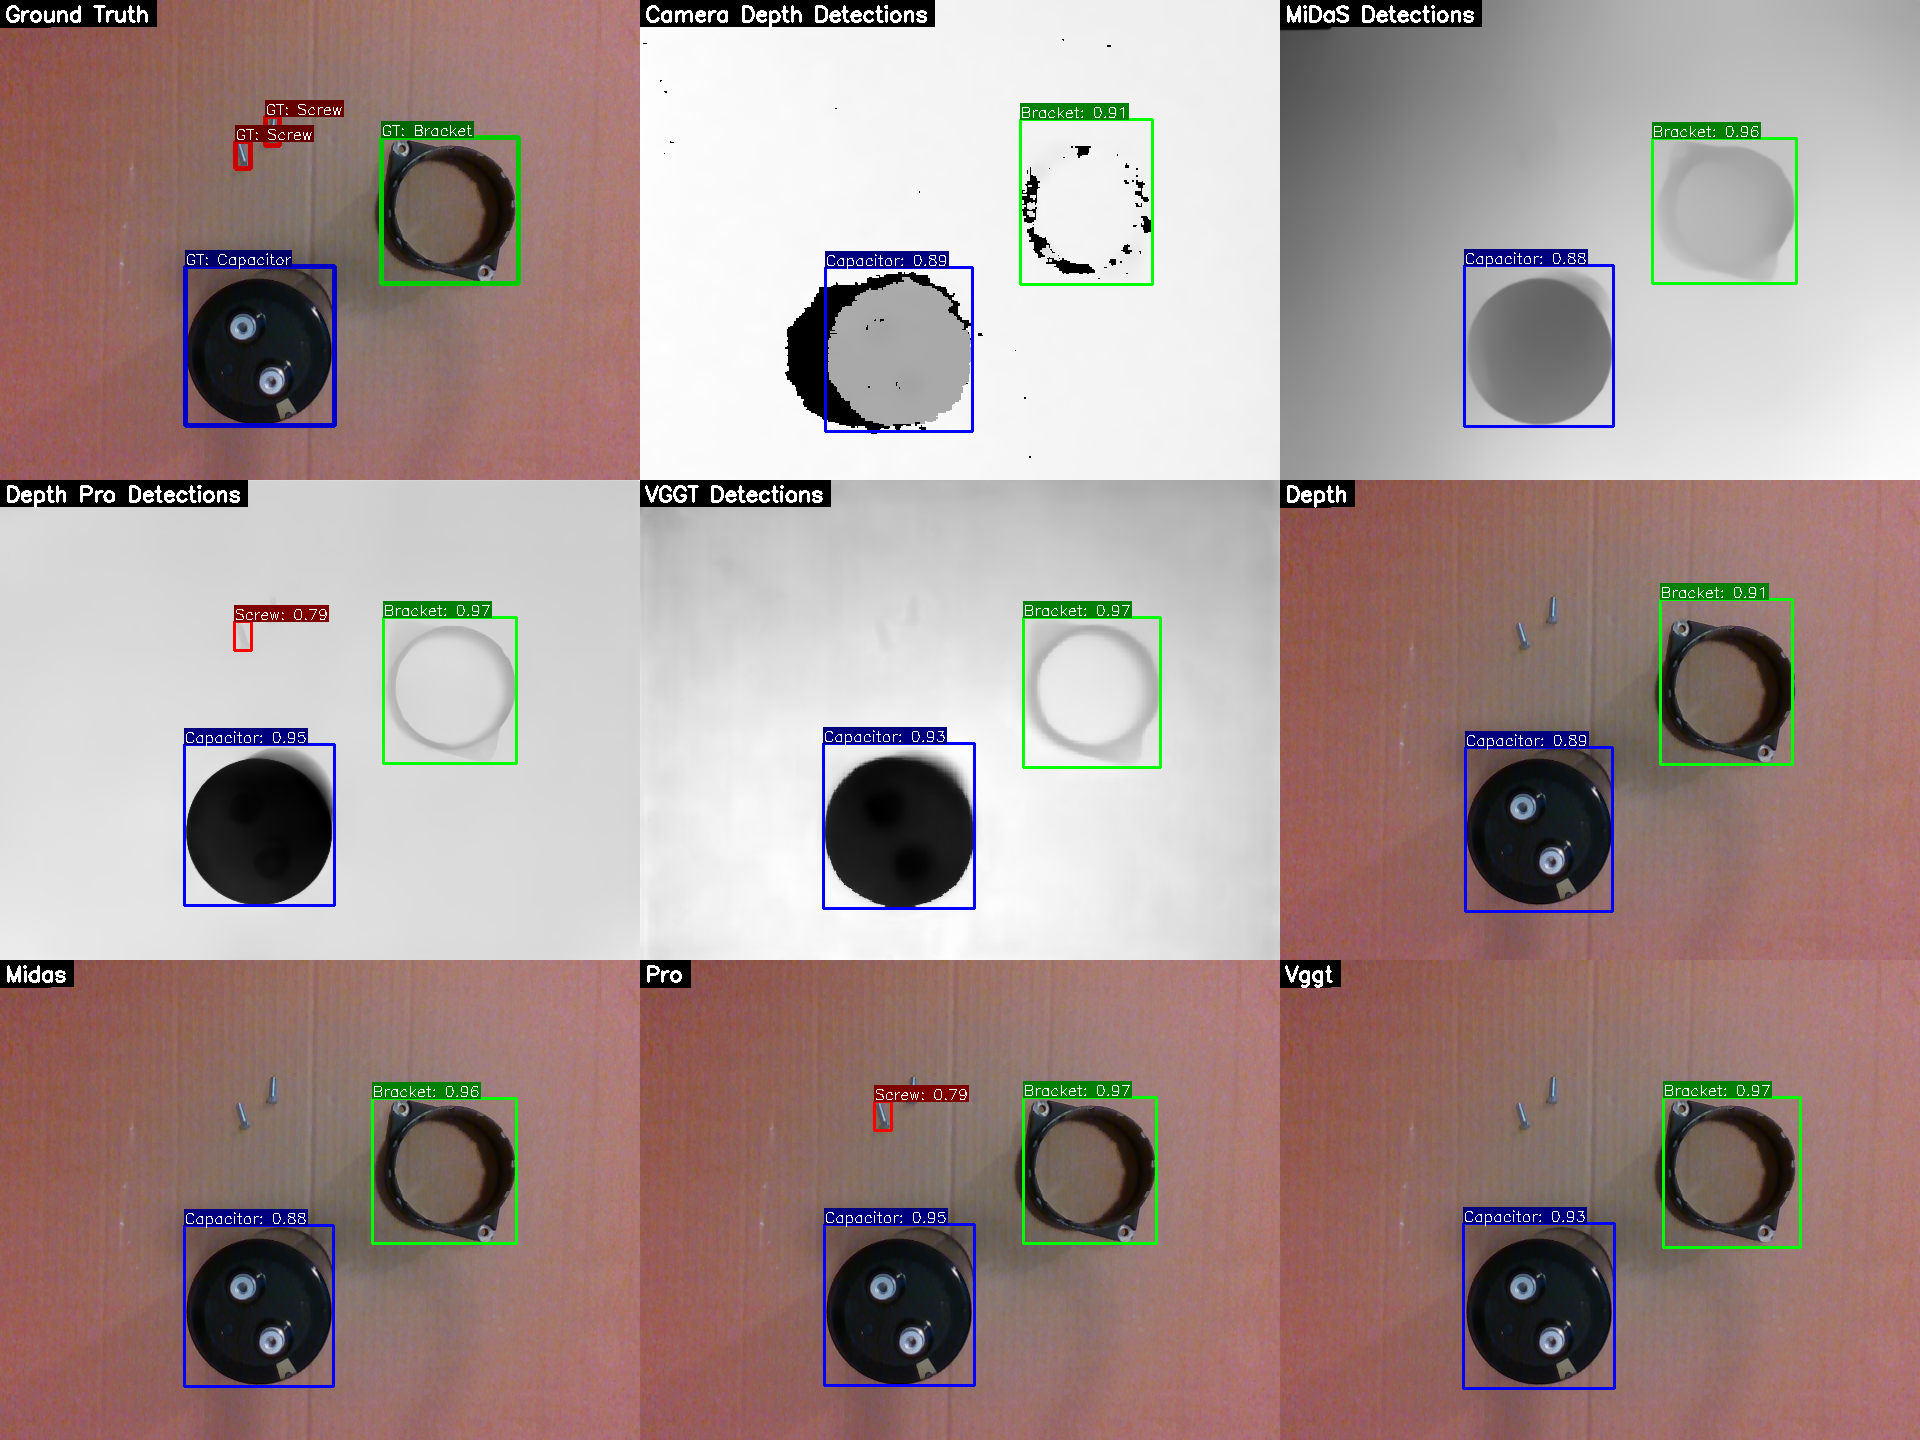 Ground Truth
GT: Screw
GT: Screw
GT: Bracket
GT: Capacitor
Camera Depth Detections
Bracket: 0.91
Capacitor: 0.89
MiDaS Detections
Bracket: 0.96
Capacitor: 0.88
Depth Pro Detections
Screw: 0.79
Bracket: 0.97
Capacitor: 0.95
VGGT Detections
Bracket: 0.97
Capacitor: 0.93
Depth
Bracket: 0.91
Capacitor: 0.89
Midas
Bracket: 0.96
Capacitor: 0.88
Pro
Screw: 0.79
Bracket: 0.97
Capacitor: 0.95
Vggt
Bracket: 0.97
Capacitor: 0.93